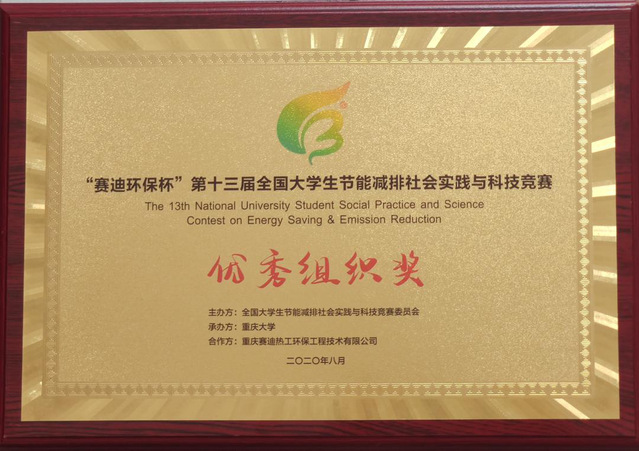 “赛迪环保杯”第十三届全国大学生节能减排社会实践与科技竞赛
The 13th National University Student Social Practice and Science
Contest on Energy Saving & Emission Reduction
优秀组织奖
主办方：全国大学生节能减排社会实践与科技竞赛委员会
承办方：重庆大学
合作方：重庆赛迪热工环保工程技术有限公司
二〇二〇年八月